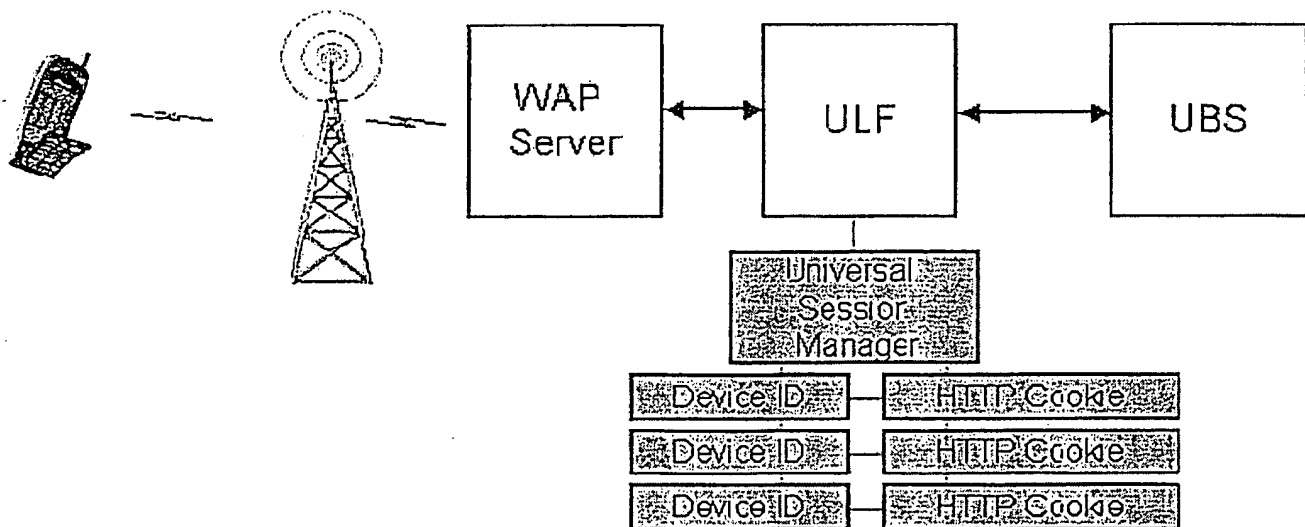 WAP
Server
ULF
UBS
Universal
Session
Manager
Device ID
HTTP Cookie
Device ID
HTTP Cookie
Device ID
HTTP Cookie